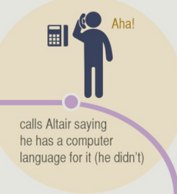 Aha!
calls Altair saying
he has a computer
language for it (he didn't)